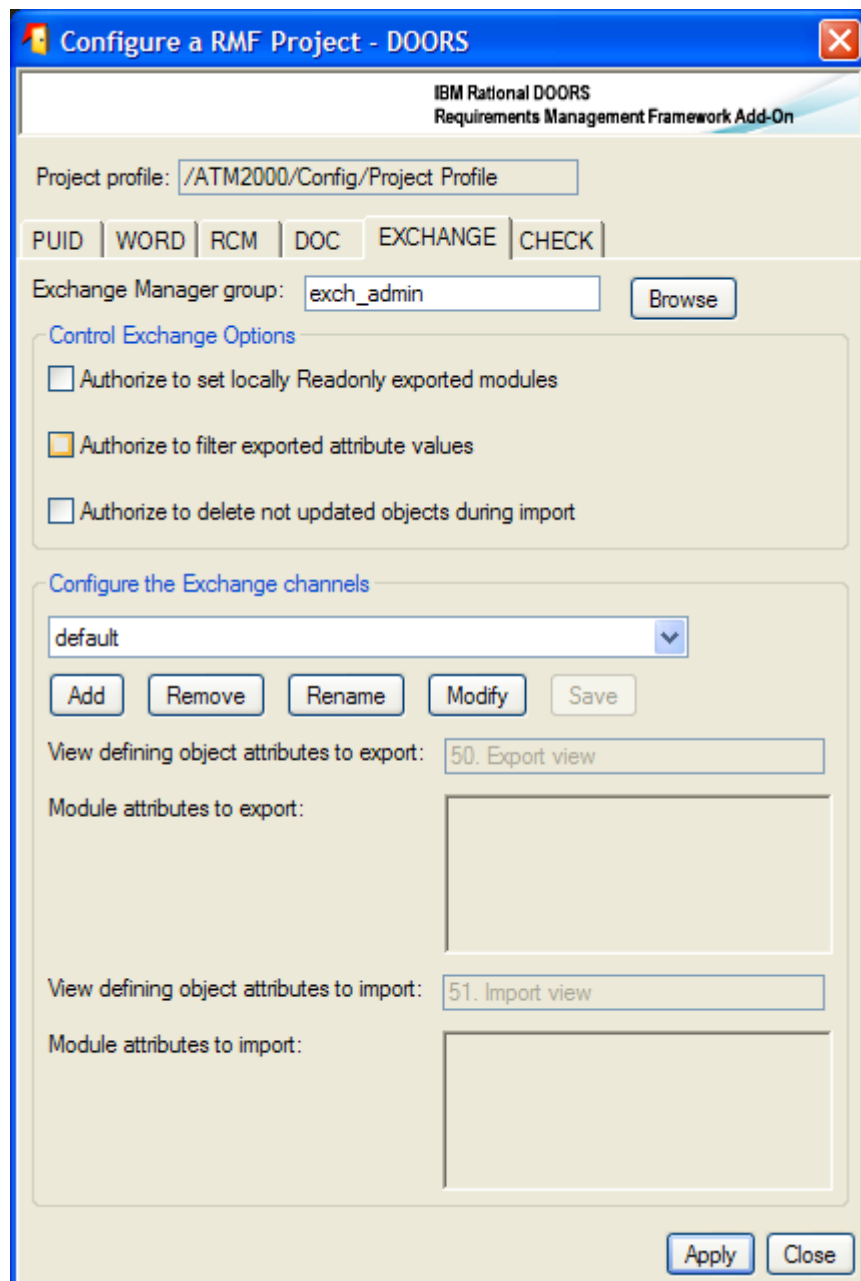 Configure a RMF Project - DOORS
IBM Rational DOORS
Requirements Management Framework Add-On
Project profile: /ATM2000/Config/Project Profile
PUID WORD RCM DOC EXCHANGE CHECK
Exchange Manager group: exch_admin Browse
Control Exchange Options
Authorize to set locally Readonly exported modules
Authorize to filter exported attribute values
Authorize to delete not updated objects during import
Configure the Exchange channels
default
Add Remove Rename Modify Save
View defining object attributes to export: 50. Export view
Module attributes to export:
View defining object attributes to import: 51. Import view
Module attributes to import:
Apply Close